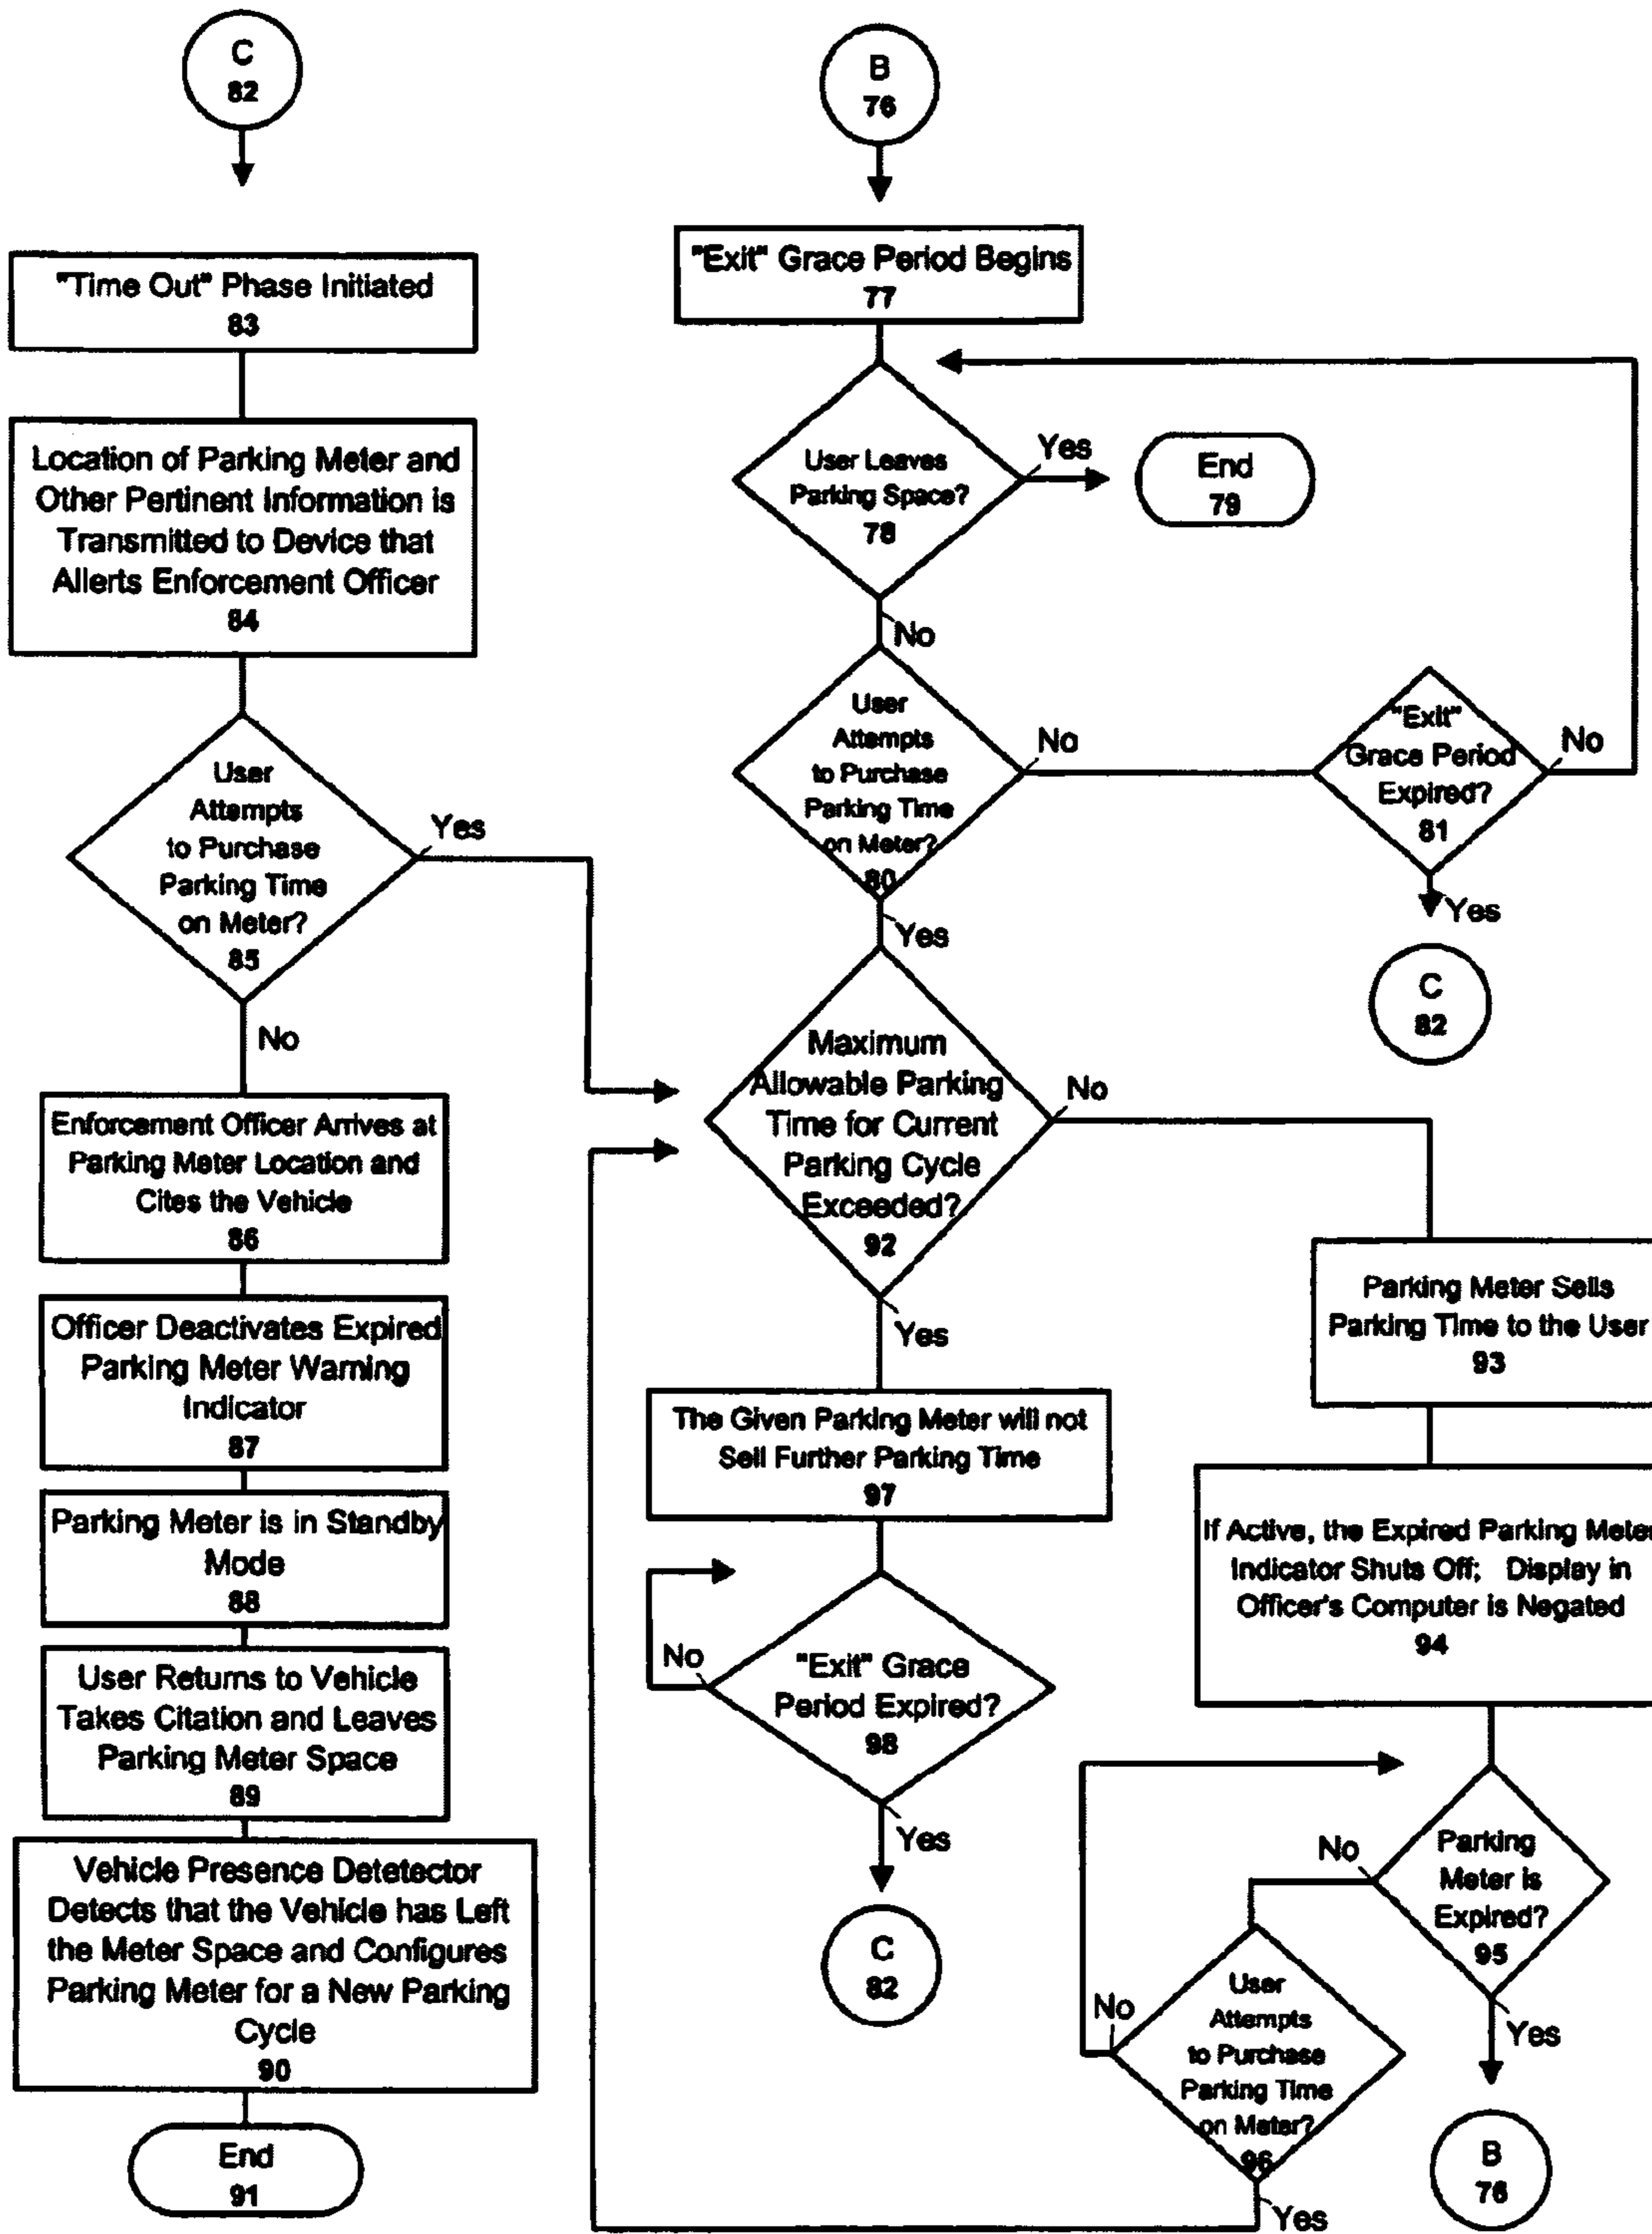 C
82
"Time Out" Phase Initiated
83
Location of Parking Meter and
Other Pertinent Information is
Transmitted to Device that
Allerts Enforcement Officer
84
User
Attempts
to Purchase
Parking Time
on Meter?
85
Yes
No
Enforcement Officer Arrives at
Parking Meter Location and
Cites the Vehicle
86
Officer Deactivates Expired
Parking Meter Warning
Indicator
87
Parking Meter is in Standby
Mode
88
User Returns to Vehicle
Takes Citation and Leaves
Parking Meter Space
89
Vehicle Presence Detetector
Detects that the Vehicle has Left
the Meter Space and Configures
Parking Meter for a New Parking
Cycle
90
End
91
B
76
"Exit" Grace Period Begins
77
User Leaves
Parking Space?
78
Yes
End
79
No
User
Attempts
to Purchase
Parking Time
on Meter?
80
No
"Exit"
Grace Period
Expired?
81
No
Yes
C
82
Yes
Maximum
Allowable Parking
Time for Current
Parking Cycle
Exceeded?
92
No
Yes
Parking Meter Sells
Parking Time to the User
93
The Given Parking Meter will not
Sell Further Parking Time
97
If Active, the Expired Parking Meter
Indicator Shuts Off; Display in
Officer's Computer is Negated
94
No
"Exit" Grace
Period Expired?
98
Yes
C
82
No
Parking
Meter is
Expired?
95
Yes
B
76
No
User
Attempts
to Purchase
Parking Time
on Meter?
96
Yes